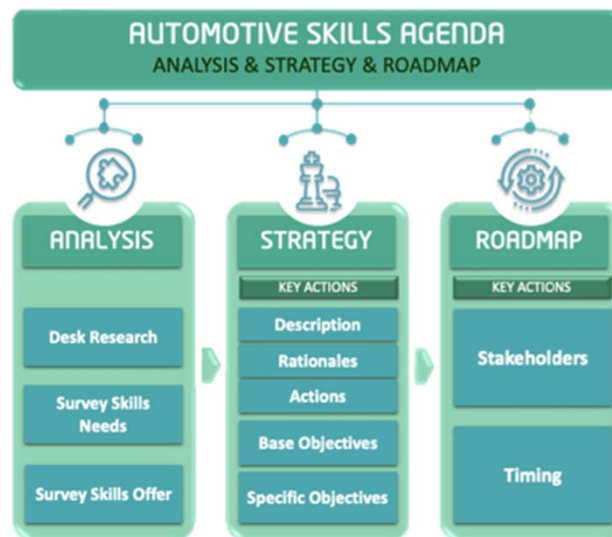 AUTOMOTIVE SKILLS AGENDA
ANALYSIS & STRATEGY & ROADMAP
ANALYSIS
Desk Research
Survey Skills
Needs
Survey Skills Offer
STRATEGY
KEY ACTIONS
Description
Rationales
Actions
Base Objectives
Specific Objectives
ROADMAP
KEY ACTIONS
Stakeholders
Timing